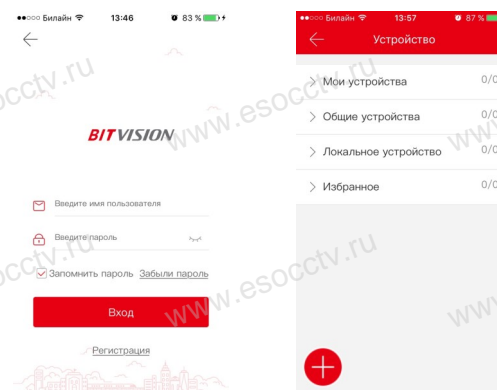 Билайн 13:46 83 %
BITVISION
Введите имя пользователя
Введите пароль
Запомнить пароль Забыли пароль
Вход
Регистрация
Билайн 13:57 87 %
Устройство
Мои устройства 0/0
Общие устройства 0/0
Локальное устройство 0/0
Избранное 0/0
www.esocctv.ru